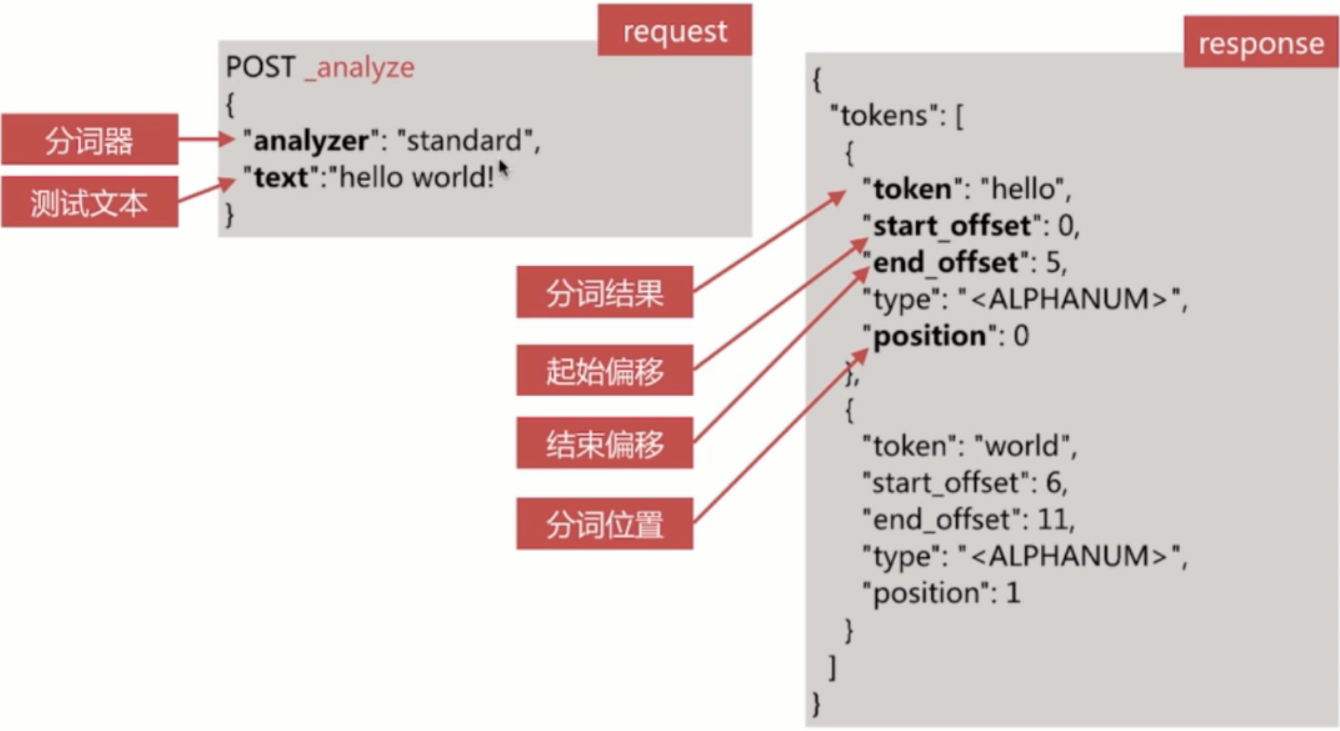 request
POST _analyze
{
"analyzer": "standard",
"text":"hello world!
}
分词器
测试文本
分词结果
起始偏移
结束偏移
分词位置
response
{
"tokens": [
{
"token": "hello",
"start_offset": 0,
"end_offset": 5,
"type": "<ALPHANUM>",
"position": 0
},
{
"token": "world",
"start_offset": 6,
"end_offset": 11,
"type": "<ALPHANUM>",
"position": 1
}
]
}